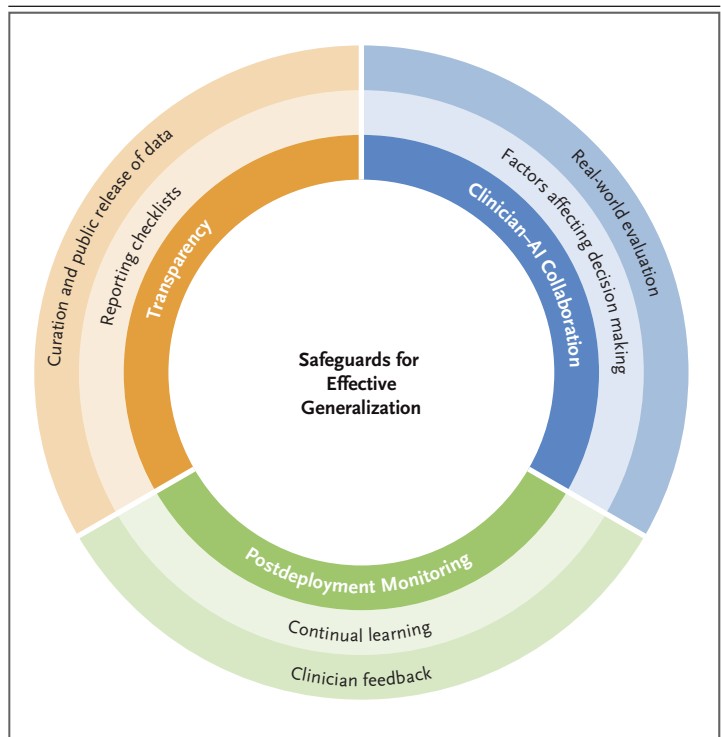 Curation and public release of data
Reporting checklists
Transparency
Real-world evaluation
Factors affecting decision making
Clinician–AI Collaboration
Safeguards for
Effective
Generalization
Postdeployment Monitoring
Continual learning
Clinician feedback